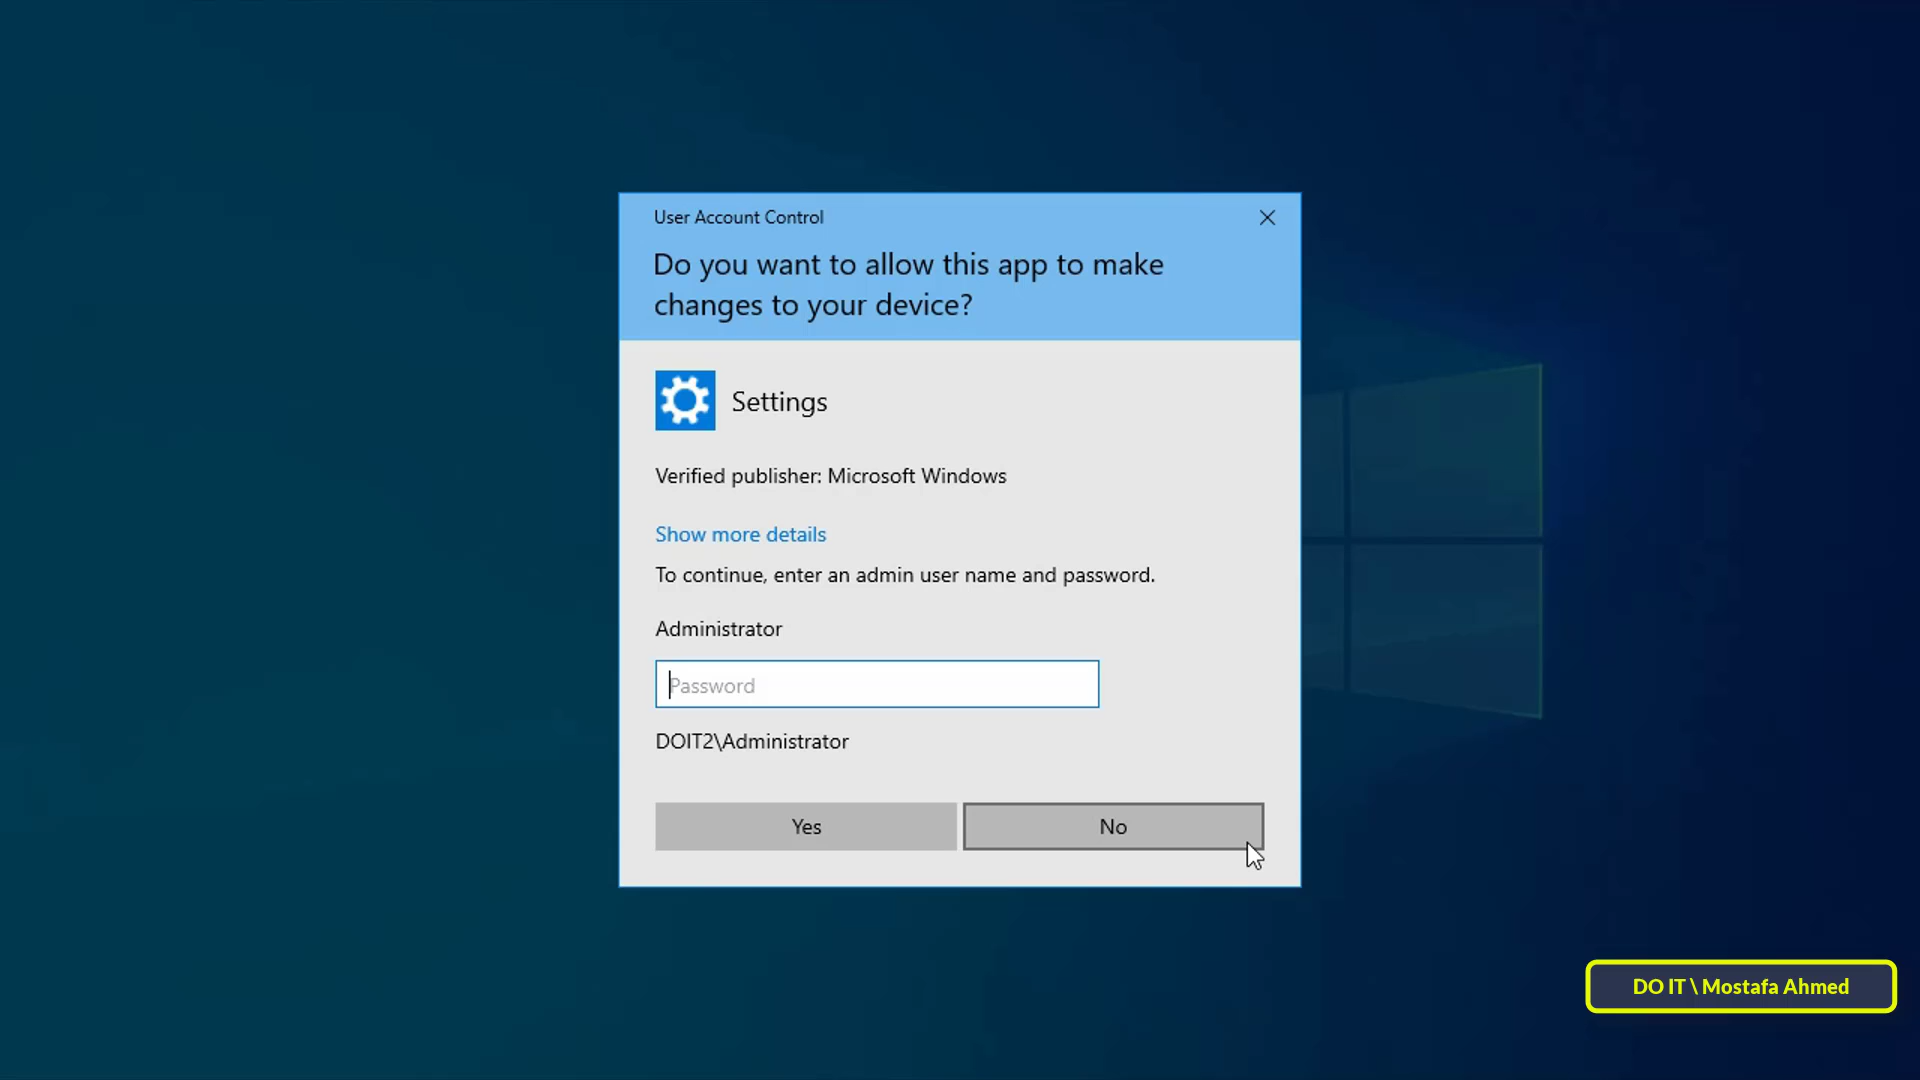 User Account Control
Do you want to allow this app to make
changes to your device?
Settings
Verified publisher: Microsoft Windows
Show more details
To continue, enter an admin user name and password.
Administrator
Password
DOIT2\Administrator
Yes
No
DO IT \ Mostafa Ahmed